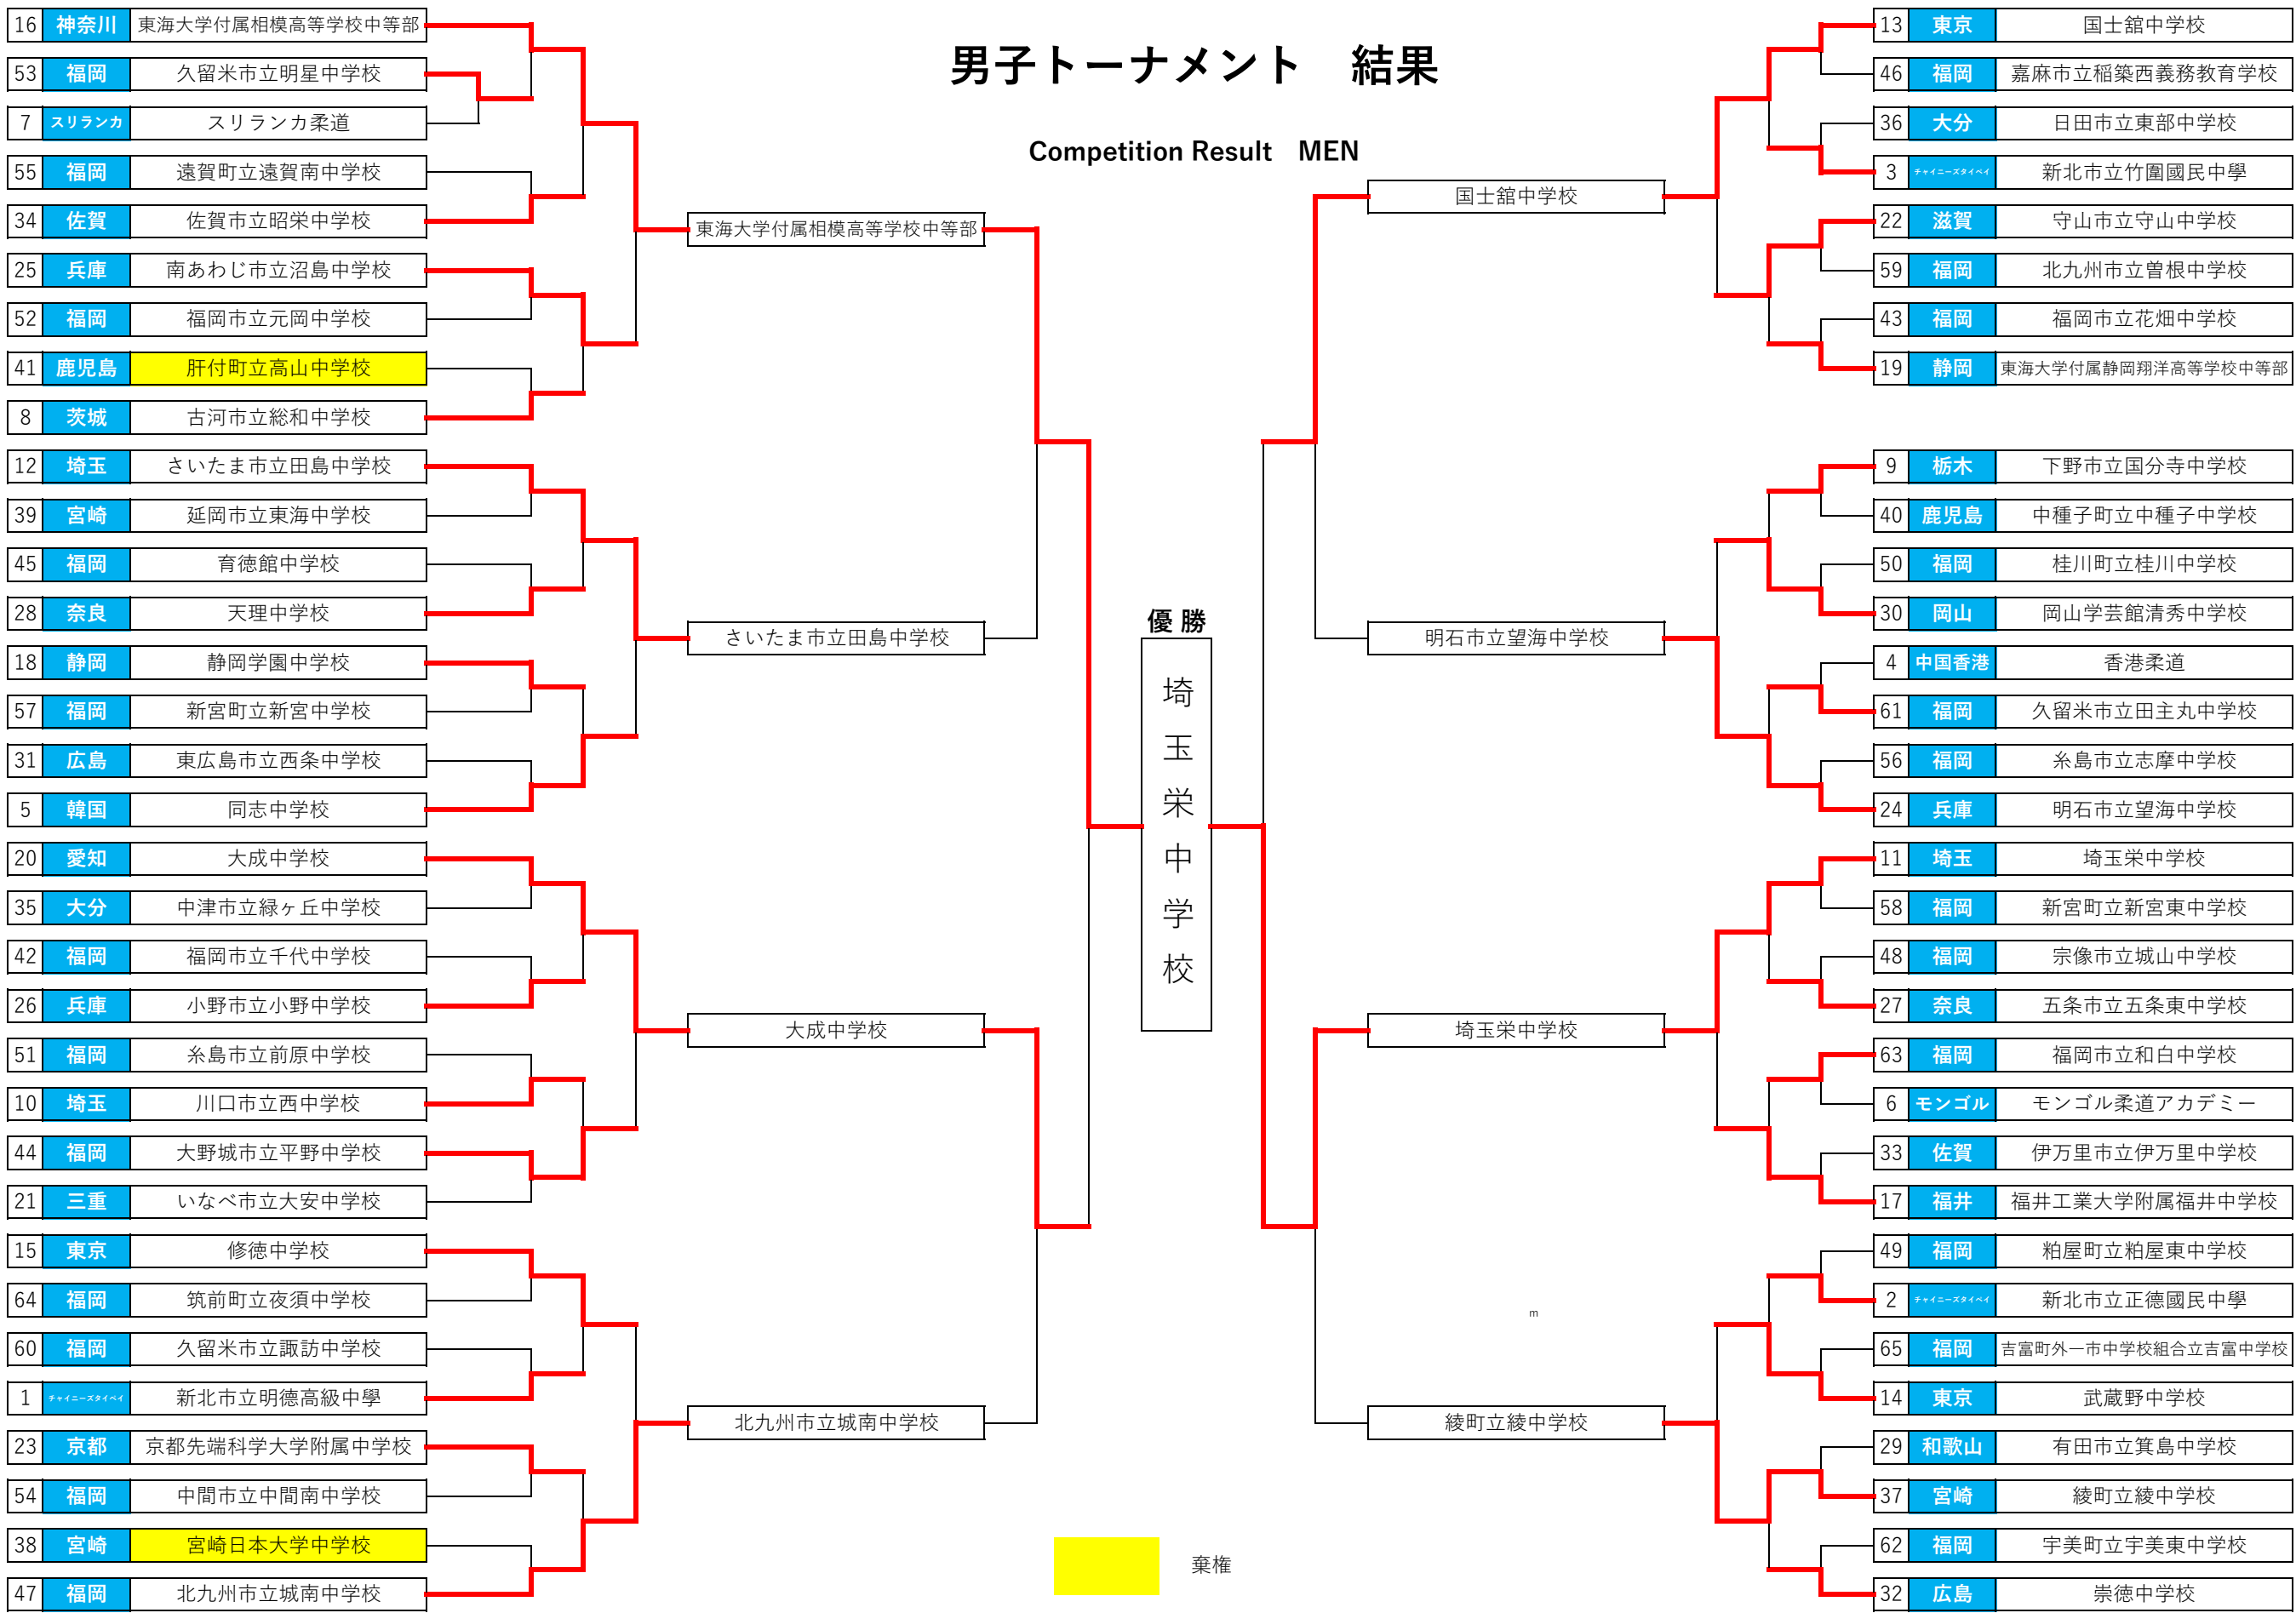 男子トーナメント　結果
Competition Result　MEN
16 神奈川 東海大学付属相模高等学校中等部
53 福岡 久留米市立明星中学校
7 スリランカ スリランカ柔道
55 福岡 遠賀町立遠賀南中学校
34 佐賀 佐賀市立昭栄中学校
25 兵庫 南あわじ市立沼島中学校
52 福岡 福岡市立元岡中学校
41 鹿児島 肝付町立高山中学校
8 茨城 古河市立総和中学校
12 埼玉 さいたま市立田島中学校
39 宮崎 延岡市立東海中学校
45 福岡 育徳館中学校
28 奈良 天理中学校
18 静岡 静岡学園中学校
57 福岡 新宮町立新宮中学校
31 広島 東広島市立西条中学校
5 韓国 同志中学校
20 愛知 大成中学校
35 大分 中津市立緑ヶ丘中学校
42 福岡 福岡市立千代中学校
26 兵庫 小野市立小野中学校
51 福岡 糸島市立前原中学校
10 埼玉 川口市立西中学校
44 福岡 大野城市立平野中学校
21 三重 いなべ市立大安中学校
15 東京 修徳中学校
64 福岡 筑前町立夜須中学校
60 福岡 久留米市立諏訪中学校
1 チャイニーズタイペイ 新北市立明德高級中學
23 京都 京都先端科学大学附属中学校
54 福岡 中間市立中間南中学校
38 宮崎 宮崎日本大学中学校
47 福岡 北九州市立城南中学校
東海大学付属相模高等学校中等部
さいたま市立田島中学校
大成中学校
北九州市立城南中学校
優 勝
埼玉栄中学校
国士舘中学校
明石市立望海中学校
埼玉栄中学校
m
綾町立綾中学校
棄権
13 東京 国士舘中学校
46 福岡 嘉麻市立稲築西義務教育学校
36 大分 日田市立東部中学校
3 チャイニーズタイペイ 新北市立竹圍國民中學
22 滋賀 守山市立守山中学校
59 福岡 北九州市立曽根中学校
43 福岡 福岡市立花畑中学校
19 静岡 東海大学付属静岡翔洋高等学校中等部
9 栃木 下野市立国分寺中学校
40 鹿児島 中種子町立中種子中学校
50 福岡 桂川町立桂川中学校
30 岡山 岡山学芸館清秀中学校
4 中国香港 香港柔道
61 福岡 久留米市立田主丸中学校
56 福岡 糸島市立志摩中学校
24 兵庫 明石市立望海中学校
11 埼玉 埼玉栄中学校
58 福岡 新宮町立新宮東中学校
48 福岡 宗像市立城山中学校
27 奈良 五条市立五条東中学校
63 福岡 福岡市立和白中学校
6 モンゴル モンゴル柔道アカデミー
33 佐賀 伊万里市立伊万里中学校
17 福井 福井工業大学附属福井中学校
49 福岡 粕屋町立粕屋東中学校
2 チャイニーズタイペイ 新北市立正德國民中學
65 福岡 吉富町外一市中学校組合立吉富中学校
14 東京 武蔵野中学校
29 和歌山 有田市立箕島中学校
37 宮崎 綾町立綾中学校
62 福岡 宇美町立宇美東中学校
32 広島 崇徳中学校